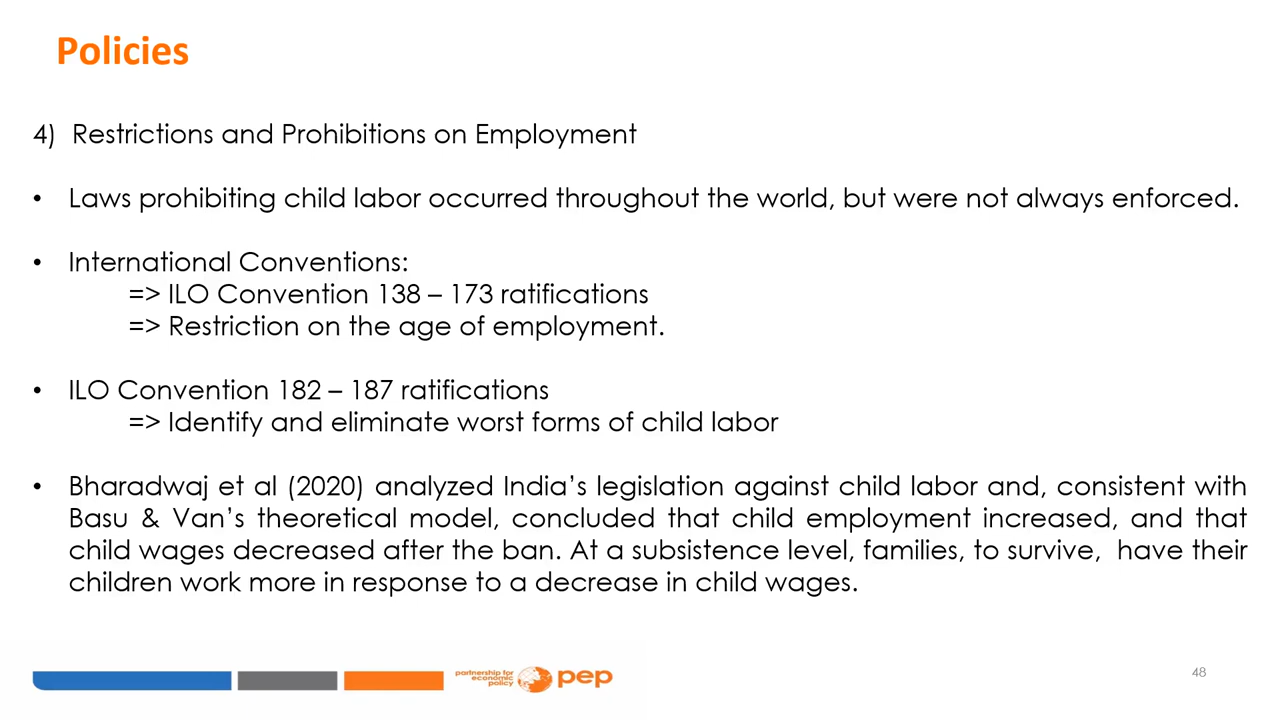 Policies
4) Restrictions and Prohibitions on Employment
• Laws prohibiting child labor occurred throughout the world, but were not always enforced.
• International Conventions:
=> ILO Convention 138 – 173 ratifications
=> Restriction on the age of employment.
• ILO Convention 182 – 187 ratifications
=> Identify and eliminate worst forms of child labor
• Bharadwaj et al (2020) analyzed India's legislation against child labor and, consistent with
Basu & Van's theoretical model, concluded that child employment increased, and that
child wages decreased after the ban. At a subsistence level, families, to survive, have their
children work more in response to a decrease in child wages.
partnership for
economic
policy
pep
48